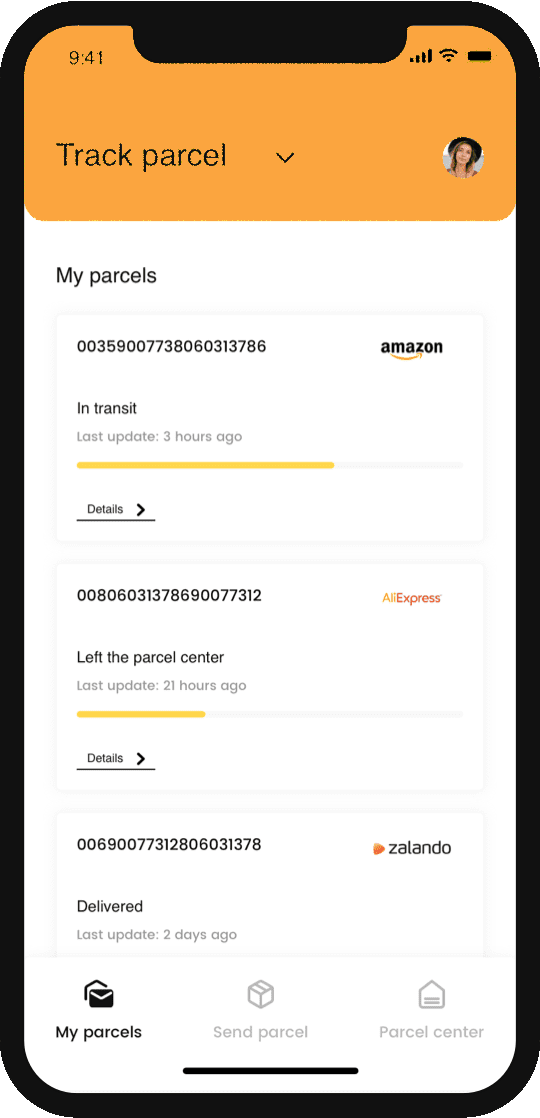 9:41
Track parcel
My parcels
00359007738060313786
amazon
In transit
Last update: 3 hours ago
Details
00806031378690077312
AliExpress
Left the parcel center
Last update: 21 hours ago
Details
00690077312806031378
zalando
Delivered
Last update: 2 days ago
My parcels
Send parcel
Parcel center